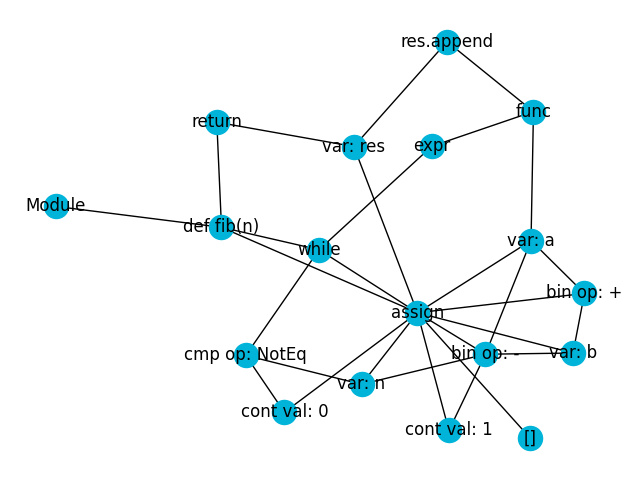 res.append
func
return
var: res
expr
Module
def fib(n)
while
var: a
bin op: +
assign
cmp op: NotEq
bin op: -
var: b
var: n
cont val: 0
cont val: 1
[]